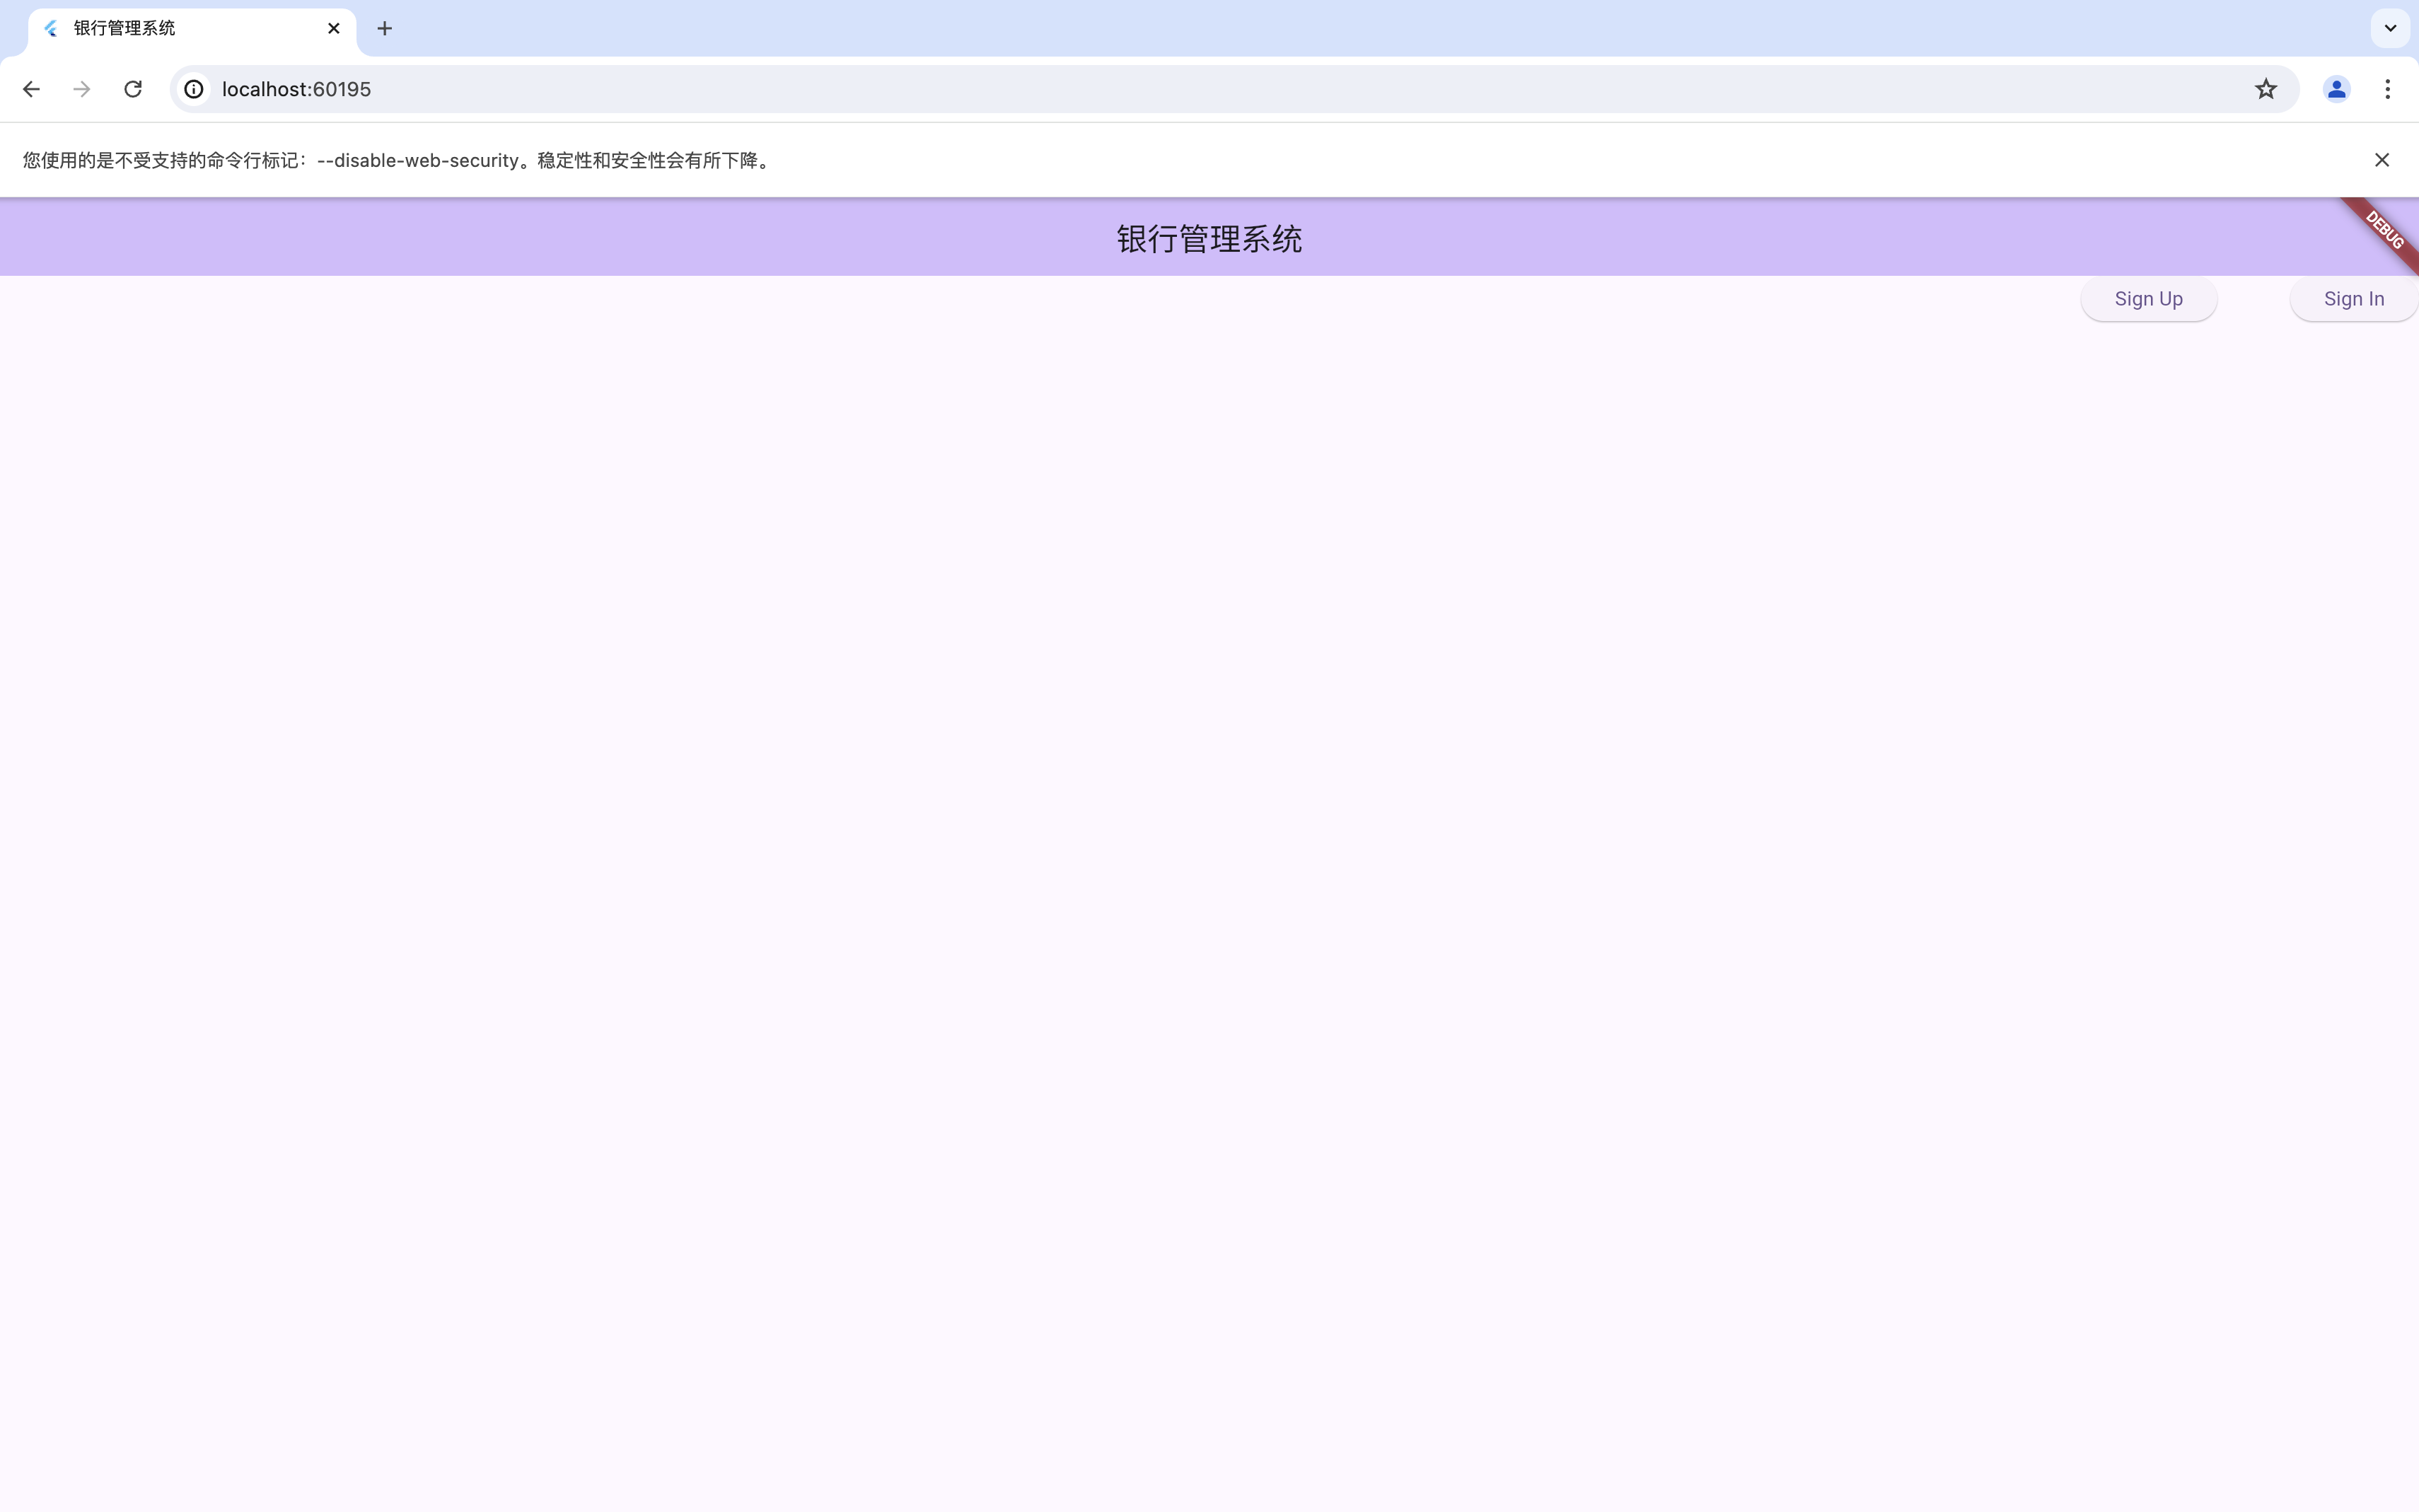 银行管理系统
localhost:60195
您使用的是不受支持的命令行标记：--disable-web-security。稳定性和安全性会有所下降。
银行管理系统
DEBUG
Sign Up
Sign In